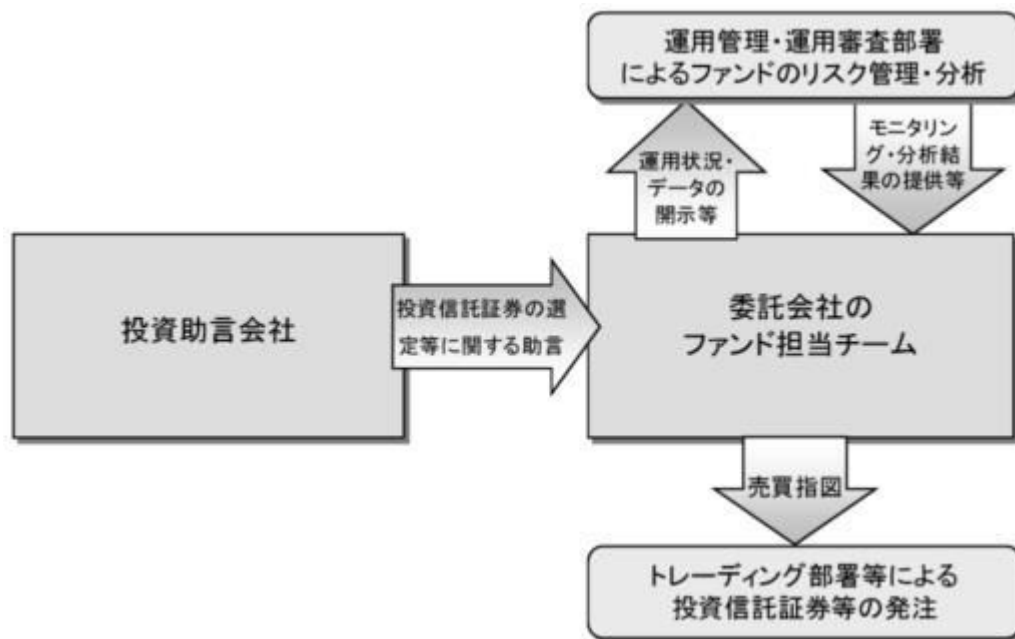 運用管理・運用審査部署
によるファンドのリスク管理・分析
運用状況・
データの
開示等
モニタリン
グ・分析結
果の提供等
投資助言会社
投資信託証券の選
定等に関する助言
委託会社の
ファンド担当チーム
売買指図
トレーディング部署等による
投資信託証券等の発注